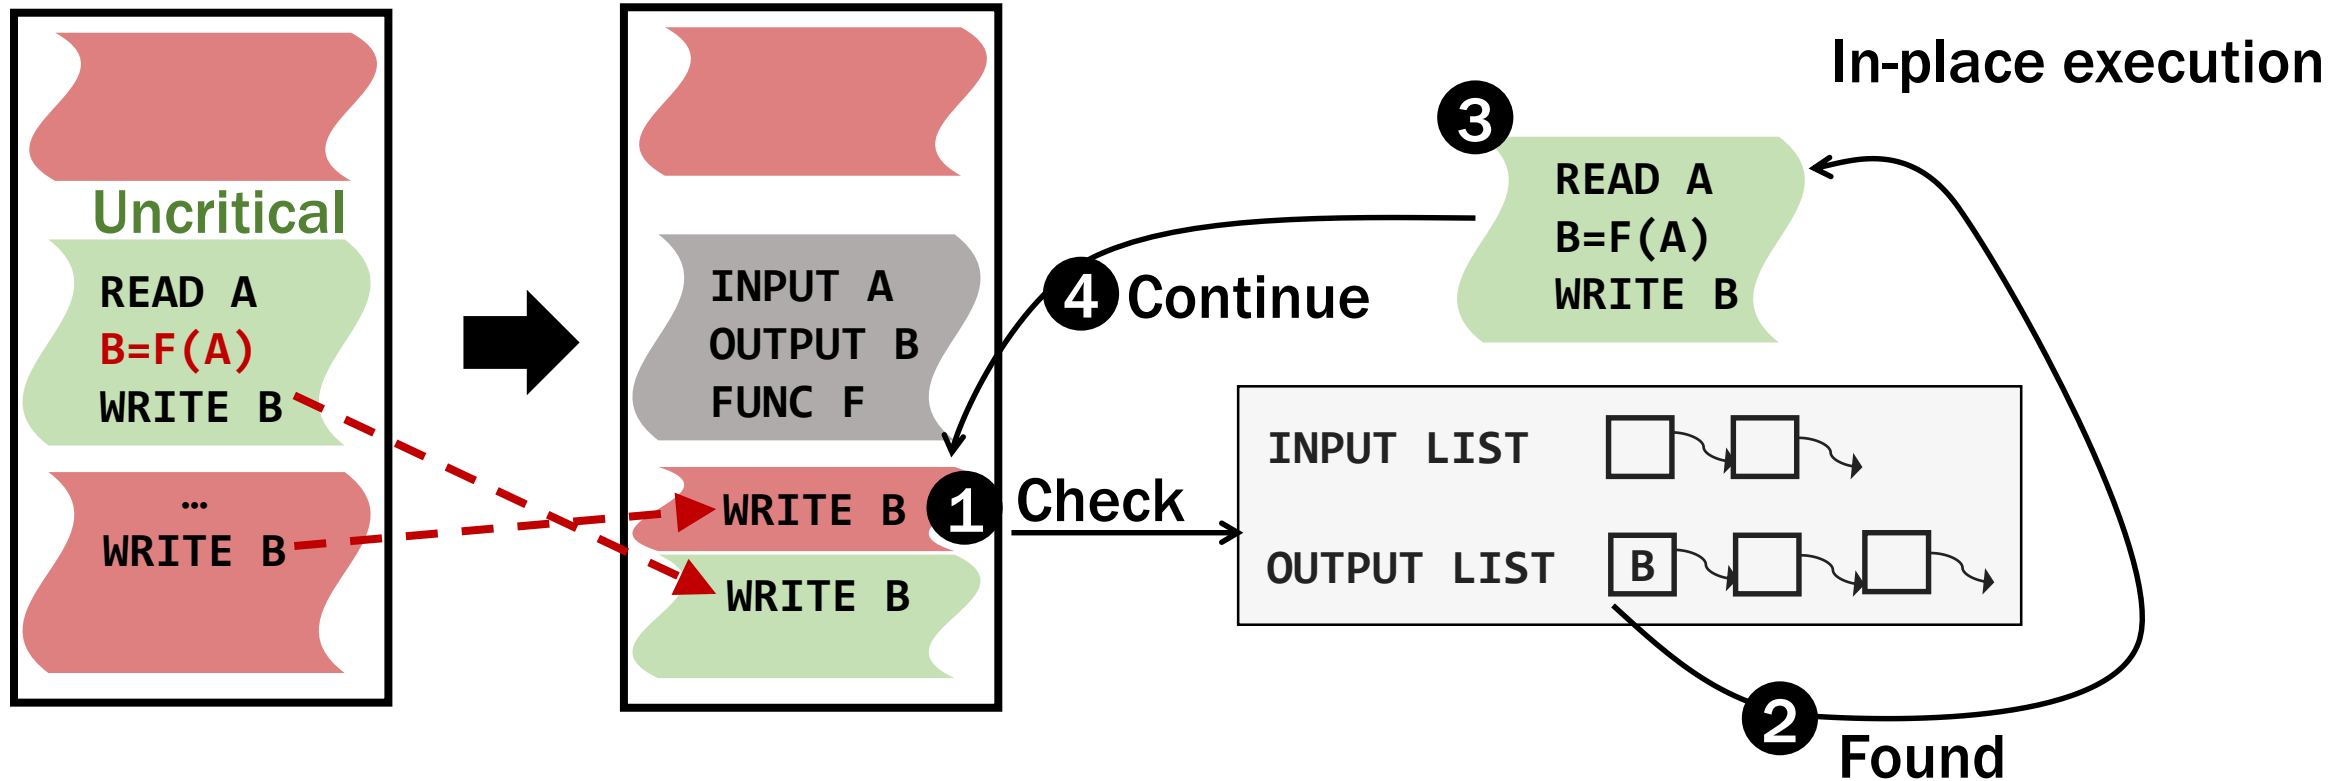 Uncritical
READ A
B=F(A)
WRITE B
…
WRITE B
INPUT A
OUTPUT B
FUNC F
WRITE B
WRITE B
1
Check
4 Continue
3
In-place execution
READ A
B=F(A)
WRITE B
INPUT LIST
OUTPUT LIST B
2
Found